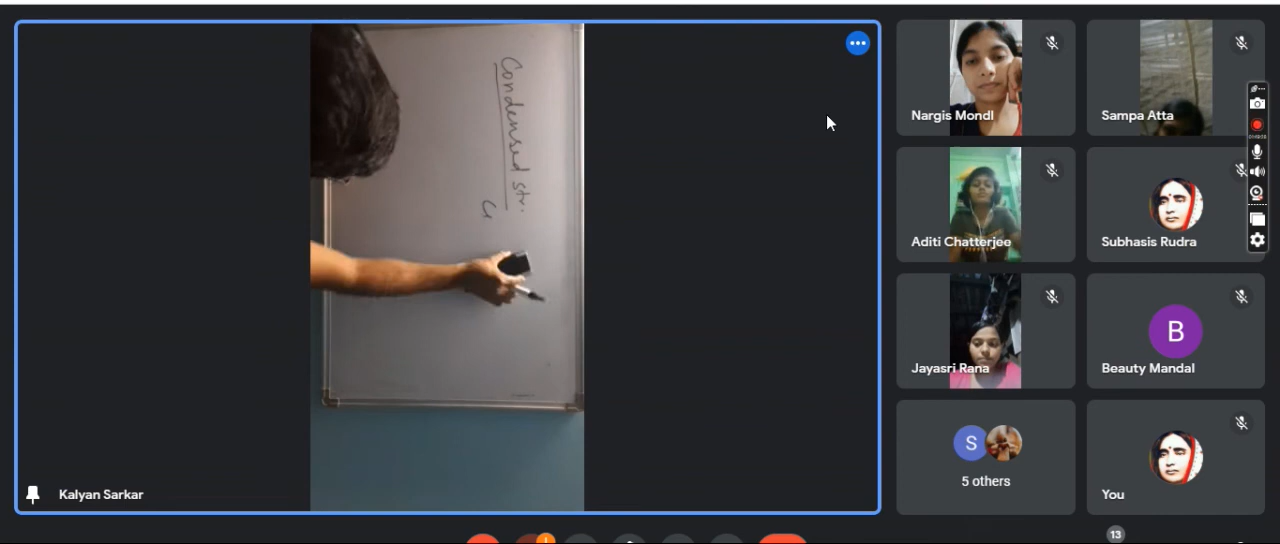 Condensed str.
Kalyan Sarkar
Nargis Mondl
Sampa Atta
Aditi Chatterjee
Subhasis Rudra
Jayasri Rana
B
Beauty Mandal
S
5 others
You
13